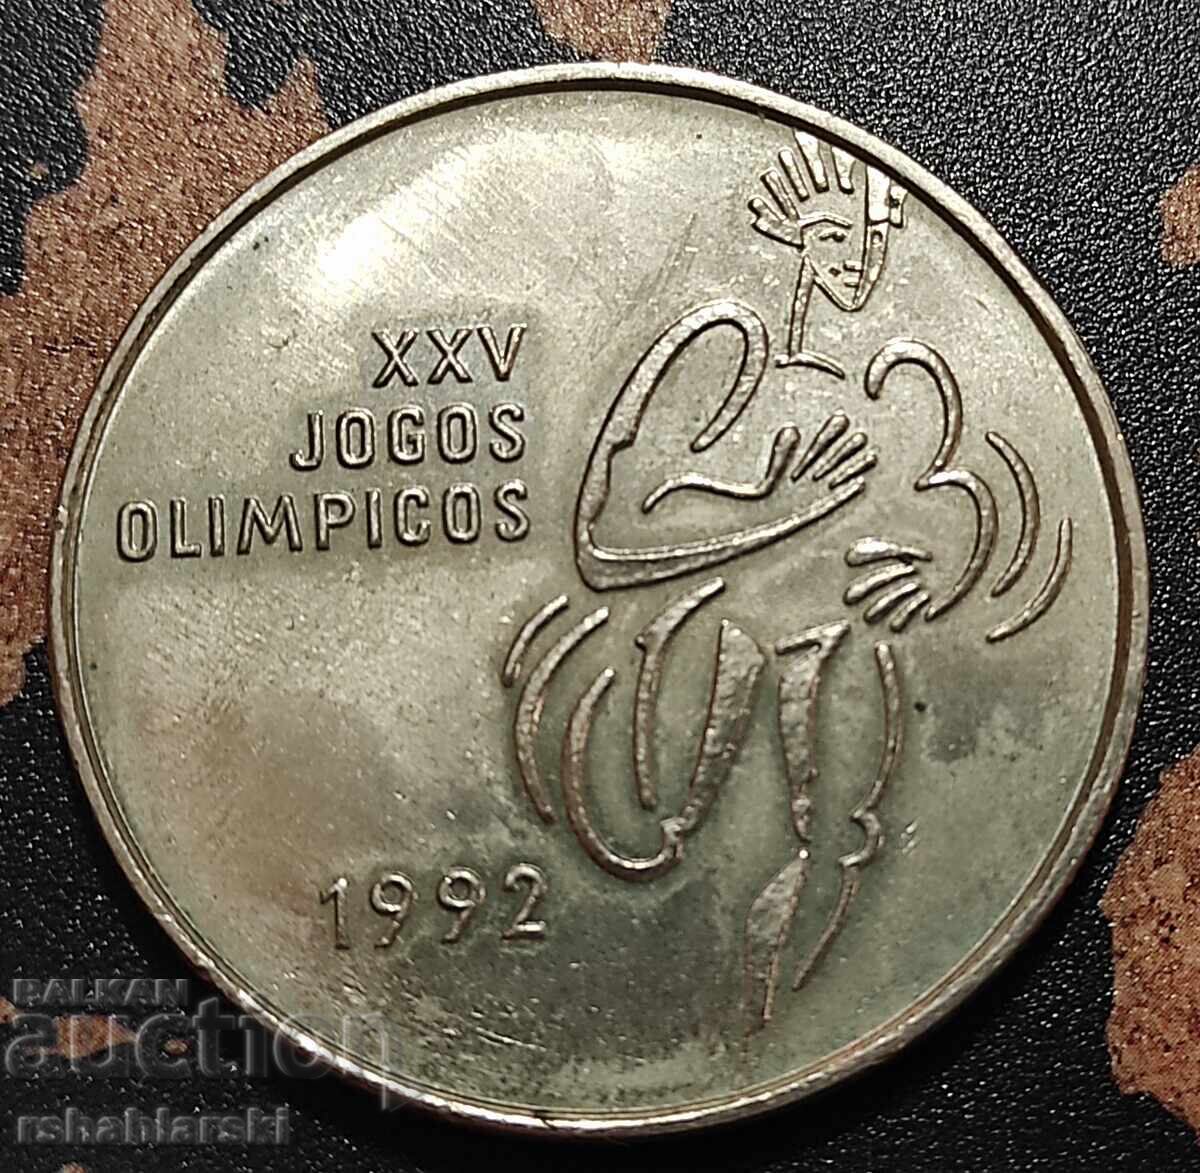 XXV
JOGOS
OLIMPICOS
1992
BALKAN
auction
rshablarski